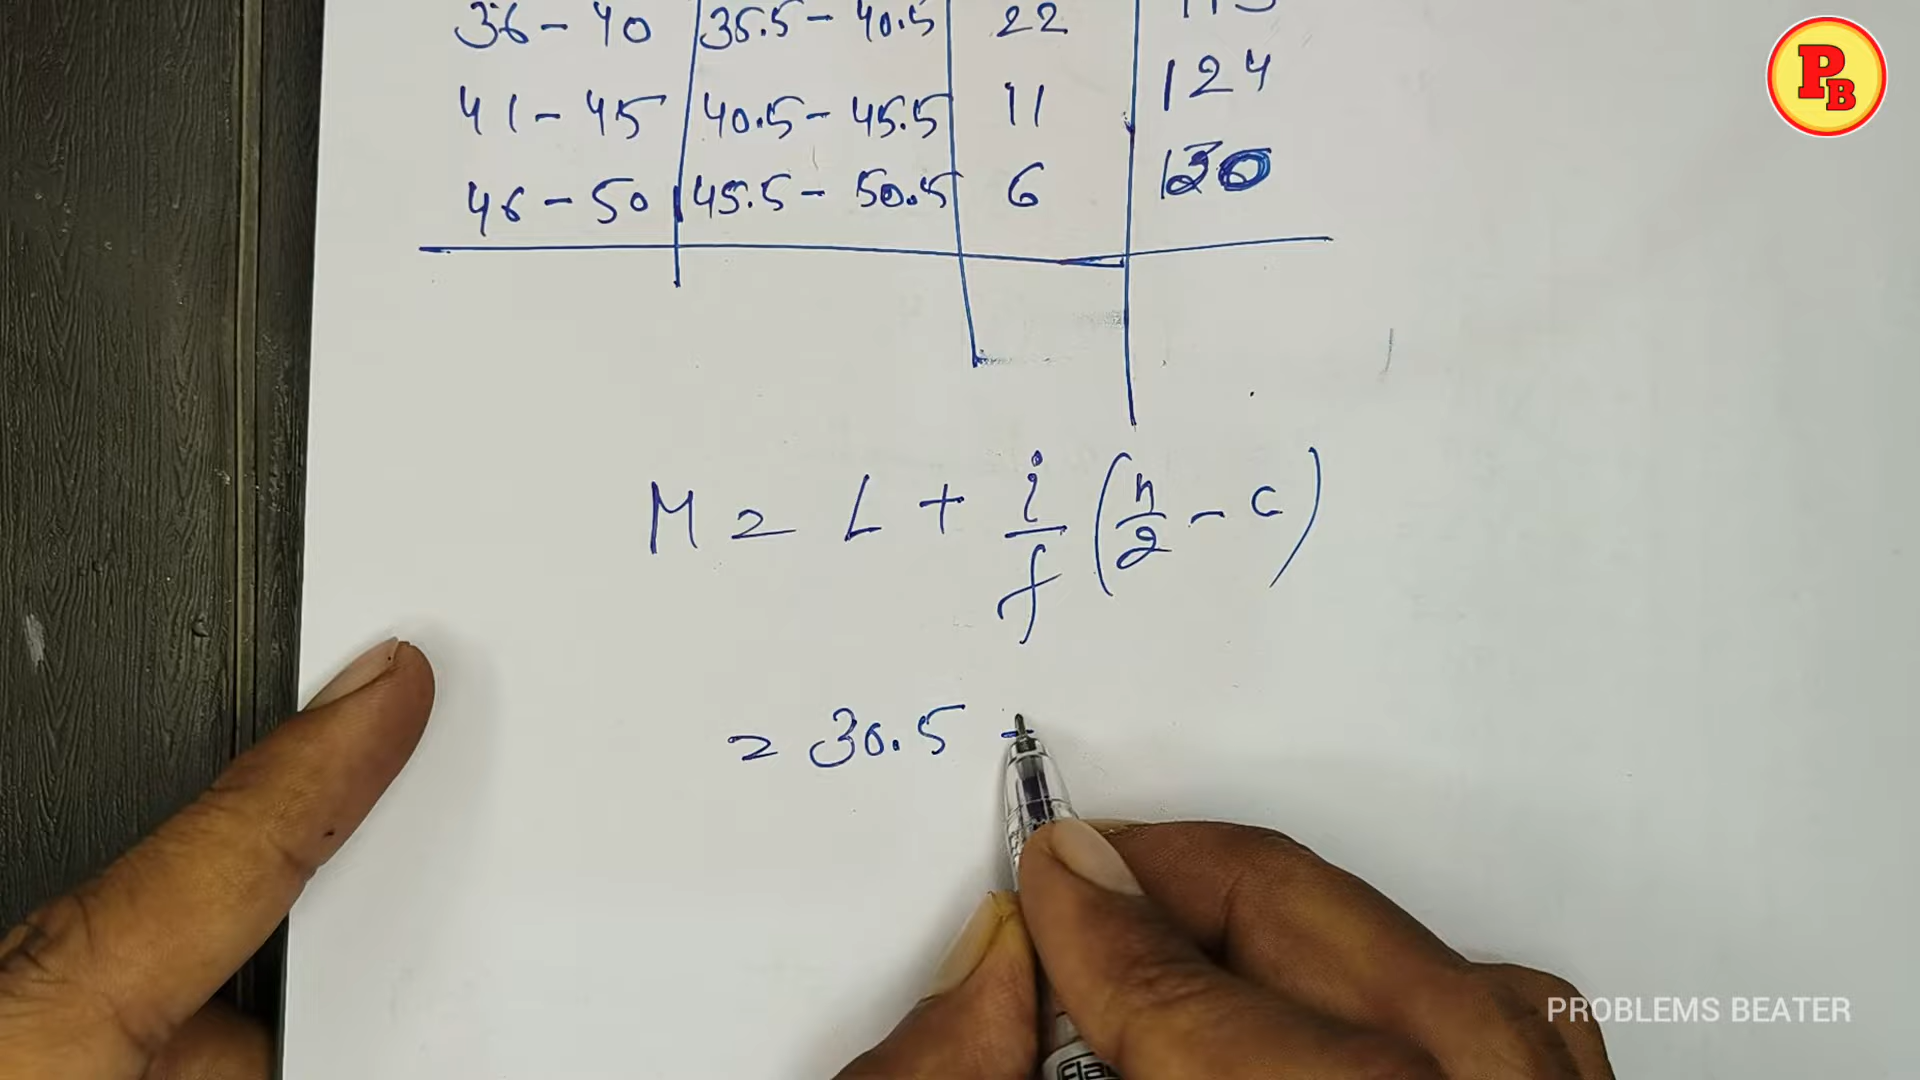 36 - 40 35.5 - 40.5 22 113
41 - 45 40.5 - 45.5 11 124
46 - 50 45.5 - 50.5 6 130
M = L + i/f (n/2 - c)
= 30.5 +
PB
PROBLEMS BEATER